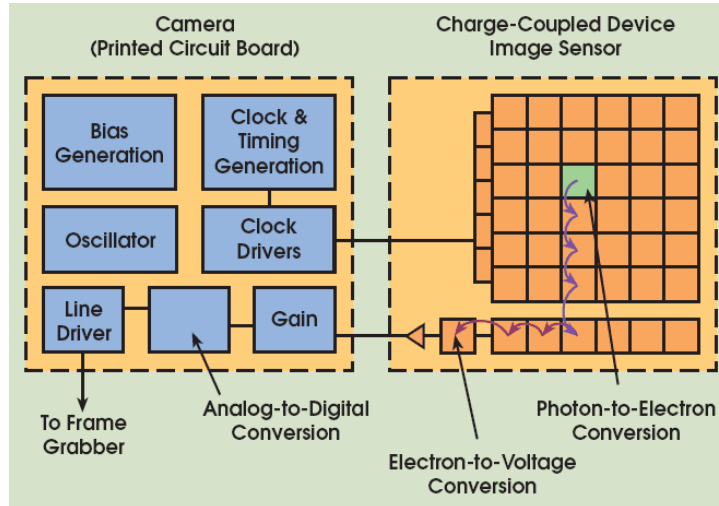 Camera
(Printed Circuit Board)
Charge-Coupled Device
Image Sensor
Bias
Generation
Clock &
Timing
Generation
Oscillator
Clock
Drivers
Line
Driver
Gain
To Frame
Grabber
Analog-to-Digital
Conversion
Electron-to-Voltage
Conversion
Photon-to-Electron
Conversion